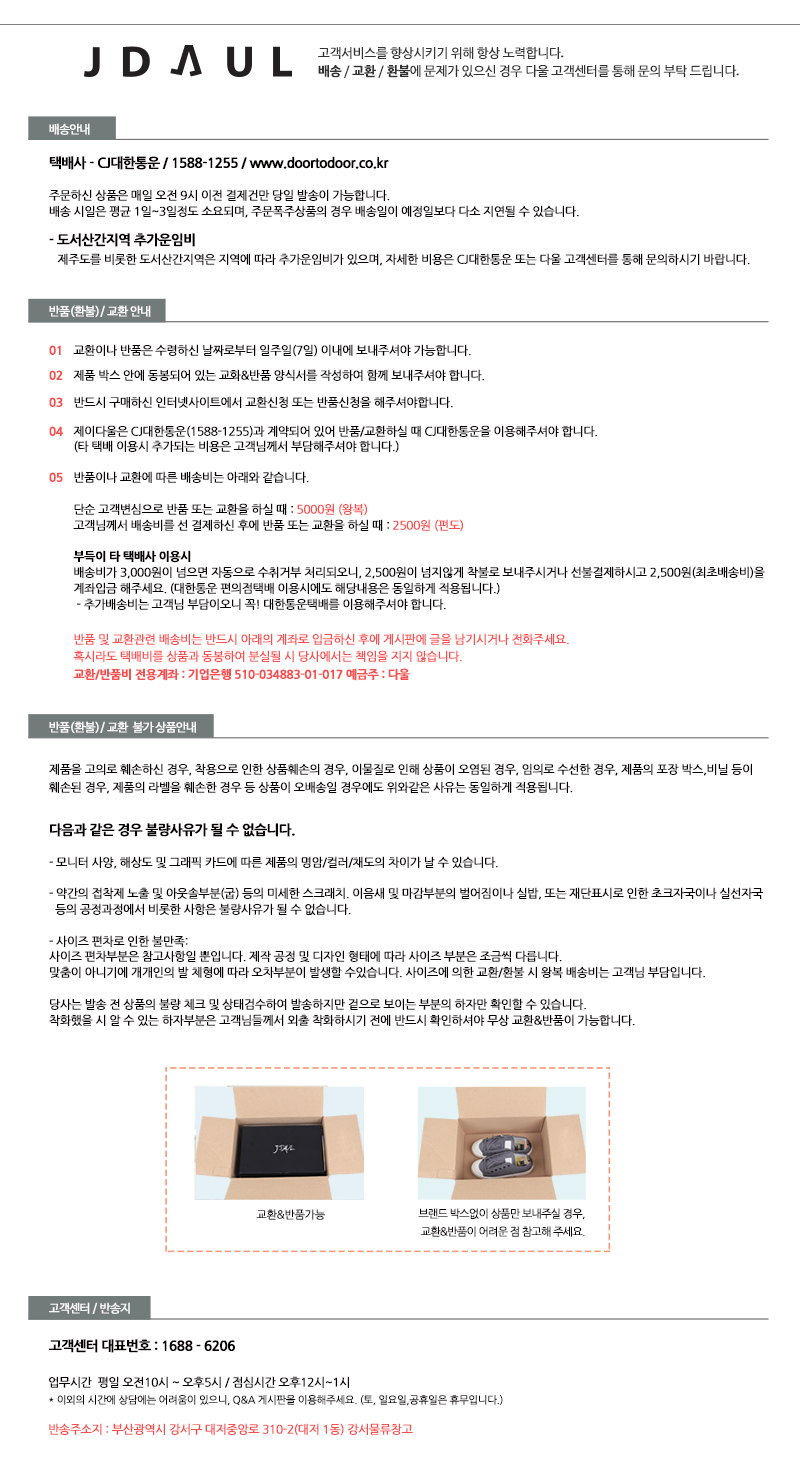 JDAUL
고객서비스를 향상시키기 위해 항상 노력합니다.
배송 / 교환 / 환불에 문제가 있으신 경우 다울 고객센터를 통해 문의 부탁 드립니다.
배송안내
택배사 - CJ대한통운 / 1588-1255 / www.doortodoor.co.kr
주문하신 상품은 매일 오전 9시 이전 결제건만 당일 발송이 가능합니다.
배송 시일은 평균 1일~3일정도 소요되며, 주문폭주상품의 경우 배송일이 예정일보다 다소 지연될 수 있습니다.
- 도서산간지역 추가운임비
제주도를 비롯한 도서산간지역은 지역에 따라 추가운임비가 있으며, 자세한 비용은 CJ대한통운 또는 다울 고객센터를 통해 문의하시기 바랍니다.
반품(환불) / 교환 안내
01 교환이나 반품은 수령하신 날짜로부터 일주일(7일) 이내에 보내주셔야 가능합니다.
02 제품 박스 안에 동봉되어 있는 교화&반품 양식서를 작성하여 함께 보내주셔야 합니다.
03 반드시 구매하신 인터넷사이트에서 교환신청 또는 반품신청을 해주셔야합니다.
04 제이다울은 CJ대한통운(1588-1255)과 계약되어 있어 반품/교환하실 때 CJ대한통운을 이용해주셔야 합니다.
(타 택배 이용시 추가되는 비용은 고객님께서 부담해주셔야 합니다.)
05 반품이나 교환에 따른 배송비는 아래와 같습니다.
단순 고객변심으로 반품 또는 교환을 하실 때 : 5000원 (왕복)
고객님께서 배송비를 선 결제하신 후에 반품 또는 교환을 하실 때 : 2500원 (편도)
부득이 타 택배사 이용시
배송비가 3,000원이 넘으면 자동으로 수취거부 처리되오니, 2,500원이 넘지않게 착불로 보내주시거나 선불결제하시고 2,500원(최초배송비)을
계좌입금 해주세요. (대한통운 편의점택배 이용시에도 해당내용은 동일하게 적용됩니다.)
- 추가배송비는 고객님 부담이오니 꼭! 대한통운택배를 이용해주셔야 합니다.
반품 및 교환관련 배송비는 반드시 아래의 계좌로 입금하신 후에 게시판에 글을 남기시거나 전화주세요.
혹시라도 택배비를 상품과 동봉하여 분실될 시 당사에서는 책임을 지지 않습니다.
교환/반품비 전용계좌 : 기업은행 510-034883-01-017 예금주 : 다울
반품(환불) / 교환 불가 상품안내
제품을 고의로 훼손하신 경우, 착용으로 인한 상품훼손의 경우, 이물질로 인해 상품이 오염된 경우, 임의로 수선한 경우, 제품의 포장 박스,비닐 등이
훼손된 경우, 제품의 라벨을 훼손한 경우 등 상품이 오배송일 경우에도 위와같은 사유는 동일하게 적용됩니다.
다음과 같은 경우 불량사유가 될 수 없습니다.
- 모니터 사양, 해상도 및 그래픽 카드에 따른 제품의 명암/컬러/채도의 차이가 날 수 있습니다.
- 약간의 접착제 노출 및 아웃솔부분(굽) 등의 미세한 스크래치. 이음새 및 마감부분의 벌어짐이나 실밥, 또는 재단표시로 인한 초크자국이나 실선자국
등의 공정과정에서 비롯한 사항은 불량사유가 될 수 없습니다.
- 사이즈 편차로 인한 불만족:
사이즈 편차부분은 참고사항일 뿐입니다. 제작 공정 및 디자인 형태에 따라 사이즈 부분은 조금씩 다릅니다.
맞춤이 아니기에 개개인의 발 체형에 따라 오차부분이 발생할 수있습니다. 사이즈에 의한 교환/환불 시 왕복 배송비는 고객님 부담입니다.
당사는 발송 전 상품의 불량 체크 및 상태검수하여 발송하지만 겉으로 보이는 부분의 하자만 확인할 수 있습니다.
착화했을 시 알 수 있는 하자부분은 고객님들께서 외출 착화하시기 전에 반드시 확인하셔야 무상 교환&반품이 가능합니다.
JDAUL
교환&반품가능
브랜드 박스없이 상품만 보내주실 경우,
교환&반품이 어려운 점 참고해 주세요.
고객센터 / 반송지
고객센터 대표번호 : 1688 - 6206
업무시간 평일 오전10시 ~ 오후5시 / 점심시간 오후12시~1시
* 이외의 시간에 상담에는 어려움이 있으니, Q&A 게시판을 이용해주세요. (토, 일요일,공휴일은 휴무입니다.)
반송주소지 : 부산광역시 강서구 대저중앙로 310-2(대저 1동) 강서물류창고